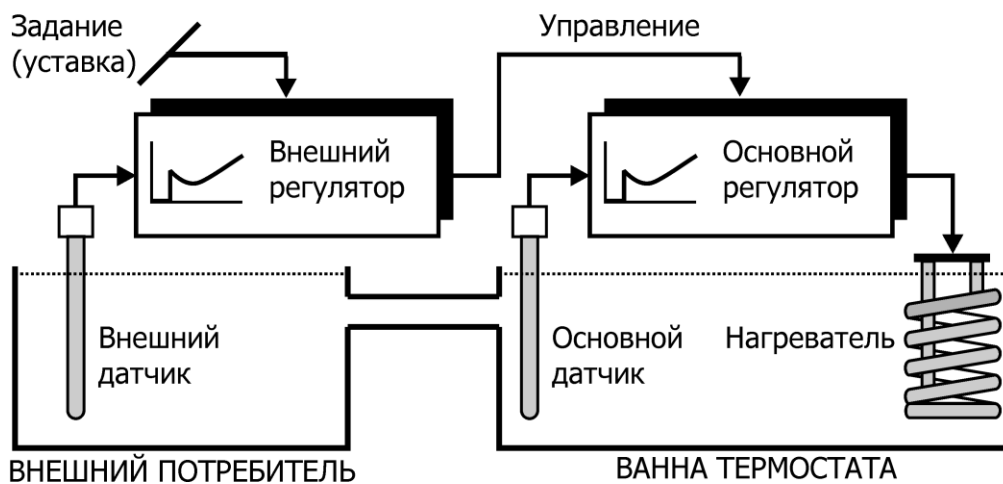 Задание
(уставка)
Управление
Внешний
регулятор
Основной
регулятор
Внешний
датчик
Основной
датчик
Нагреватель
ВНЕШНИЙ ПОТРЕБИТЕЛЬ
ВАННА ТЕРМОСТАТА